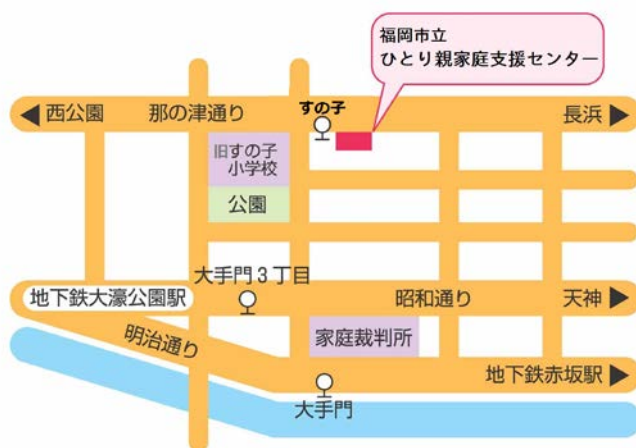 福岡市立
ひとり親家庭支援センター
すの子
◀西公園
那の津通り
長浜▶
旧すの子
小学校
公園
大手門3丁目
地下鉄大濠公園駅
昭和通り
天神▶
明治通り
家庭裁判所
地下鉄赤坂駅▶
大手門